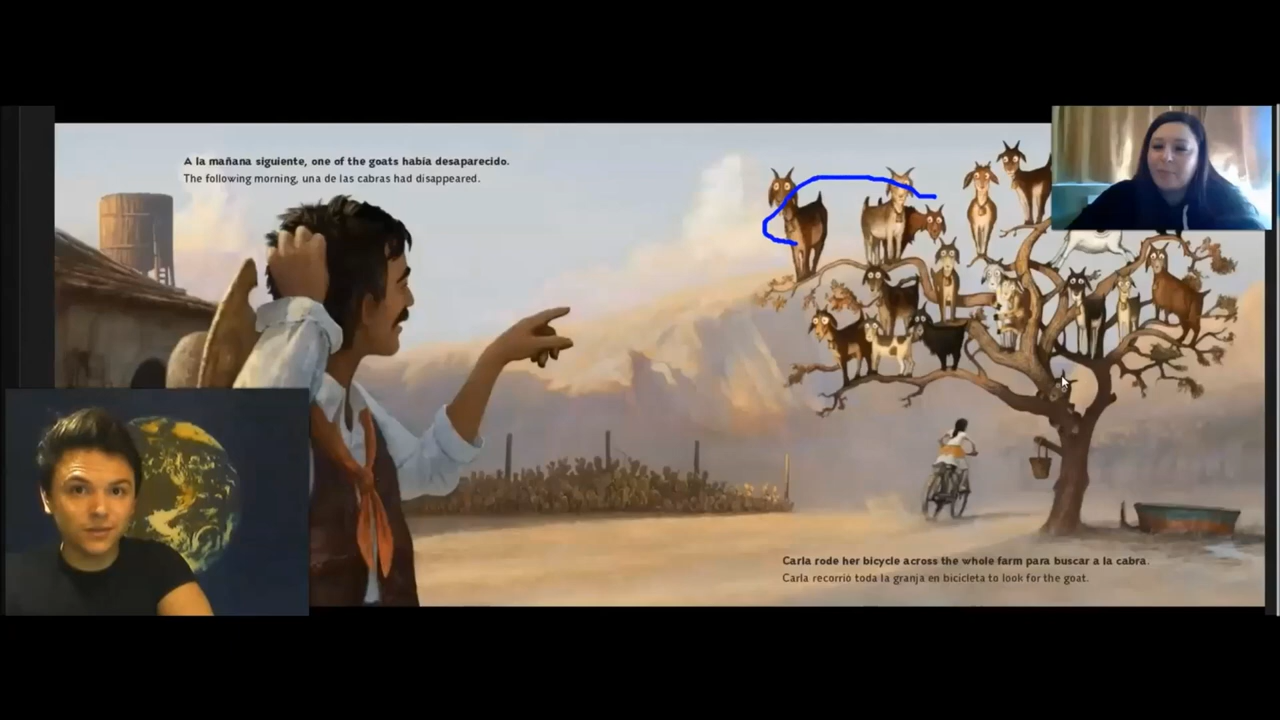 A la mañana siguiente, one of the goats había desaparecido.
The following morning, una de las cabras had disappeared.
Carla rode her bicycle across the whole farm para buscar a la cabra.
Carla recorrió toda la granja en bicicleta to look for the goat.